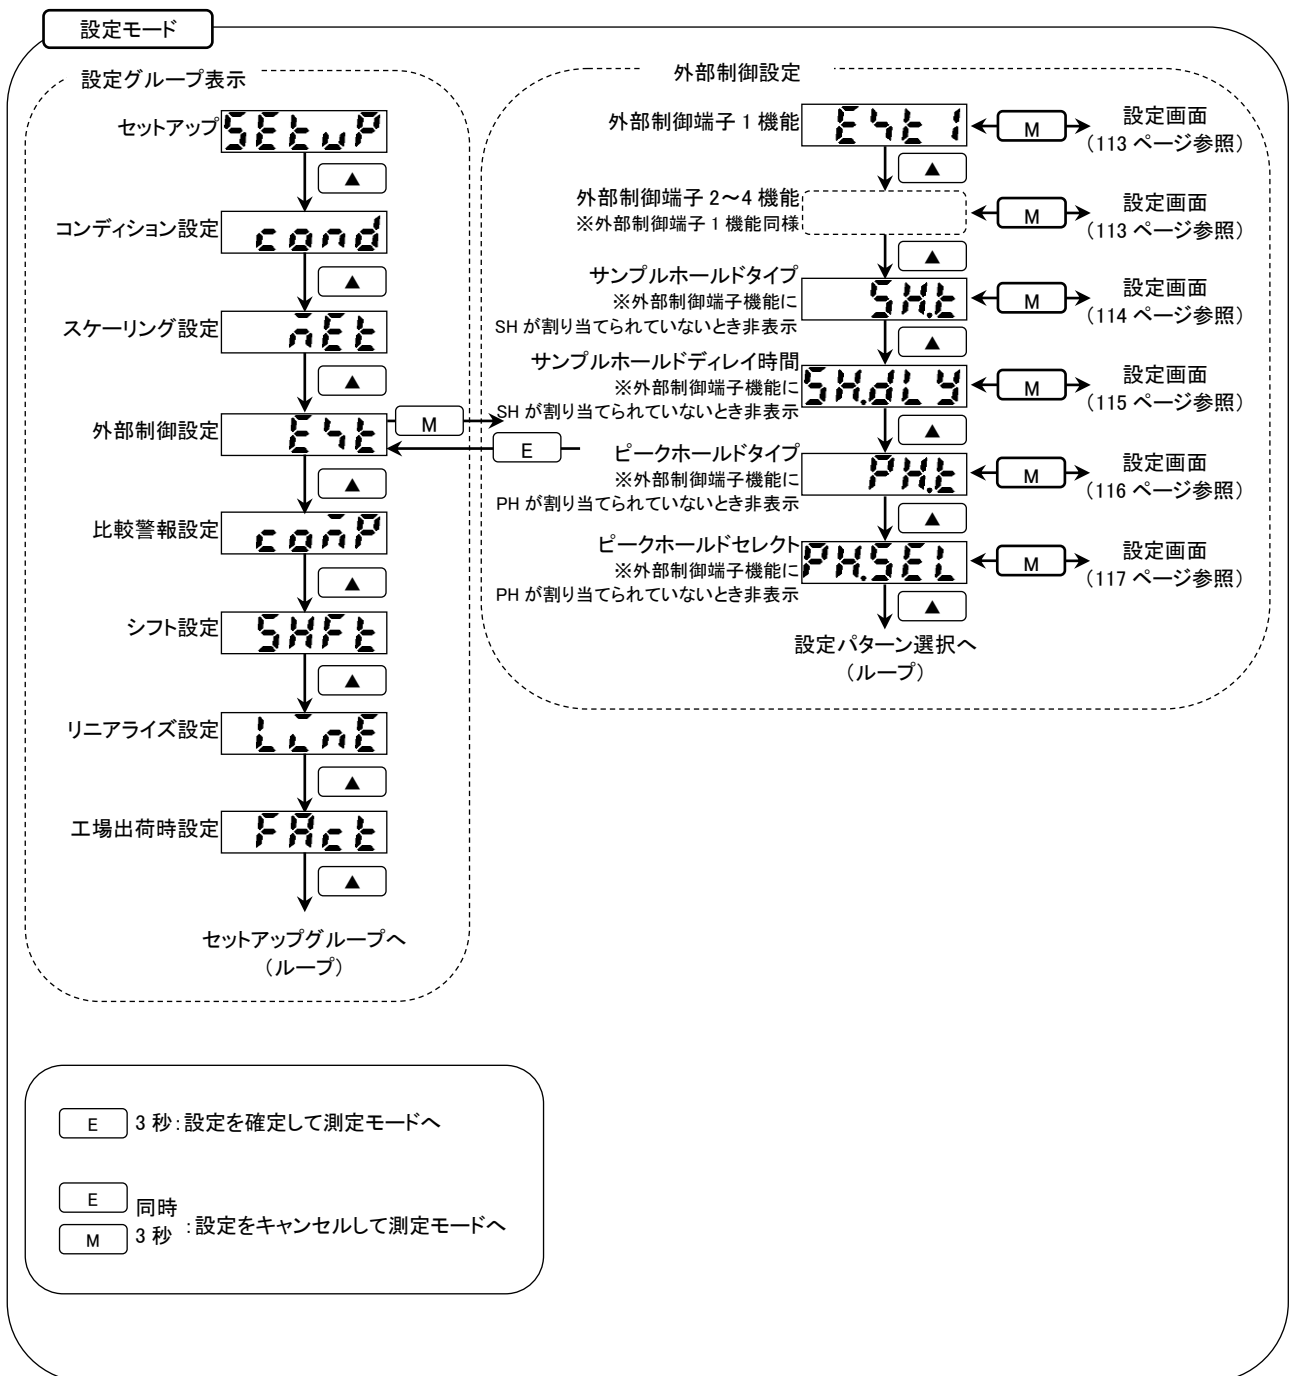 設定モード
設定グループ表示
セットアップ
SEtuP
▲
コンディション設定
cond
▲
スケーリング設定
mEt
▲
外部制御設定
Eyt
M
E
▲
比較警報設定
comP
▲
シフト設定
SHFt
▲
リニアライズ設定
LinE
▲
工場出荷時設定
FAct
▲
セットアップグループへ
(ループ)
外部制御設定
外部制御端子 1 機能
Eyt1
M
設定画面
(113 ページ参照)
▲
外部制御端子 2~4 機能
※外部制御端子 1 機能同様
M
設定画面
(113 ページ参照)
▲
サンプルホールドタイプ
※外部制御端子機能に
SH が割り当てられていないとき非表示
SH.t
M
設定画面
(114 ページ参照)
▲
サンプルホールドディレイ時間
※外部制御端子機能に
SH が割り当てられていないとき非表示
SH.dLY
M
設定画面
(115 ページ参照)
▲
ピークホールドタイプ
※外部制御端子機能に
PH が割り当てられていないとき非表示
PH.t
M
設定画面
(116 ページ参照)
▲
ピークホールドセレクト
※外部制御端子機能に
PH が割り当てられていないとき非表示
PH.SEL
M
設定画面
(117 ページ参照)
▲
設定パターン選択へ
(ループ)
E 3 秒:設定を確定して測定モードへ
E 同時
M 3 秒 :設定をキャンセルして測定モードへ